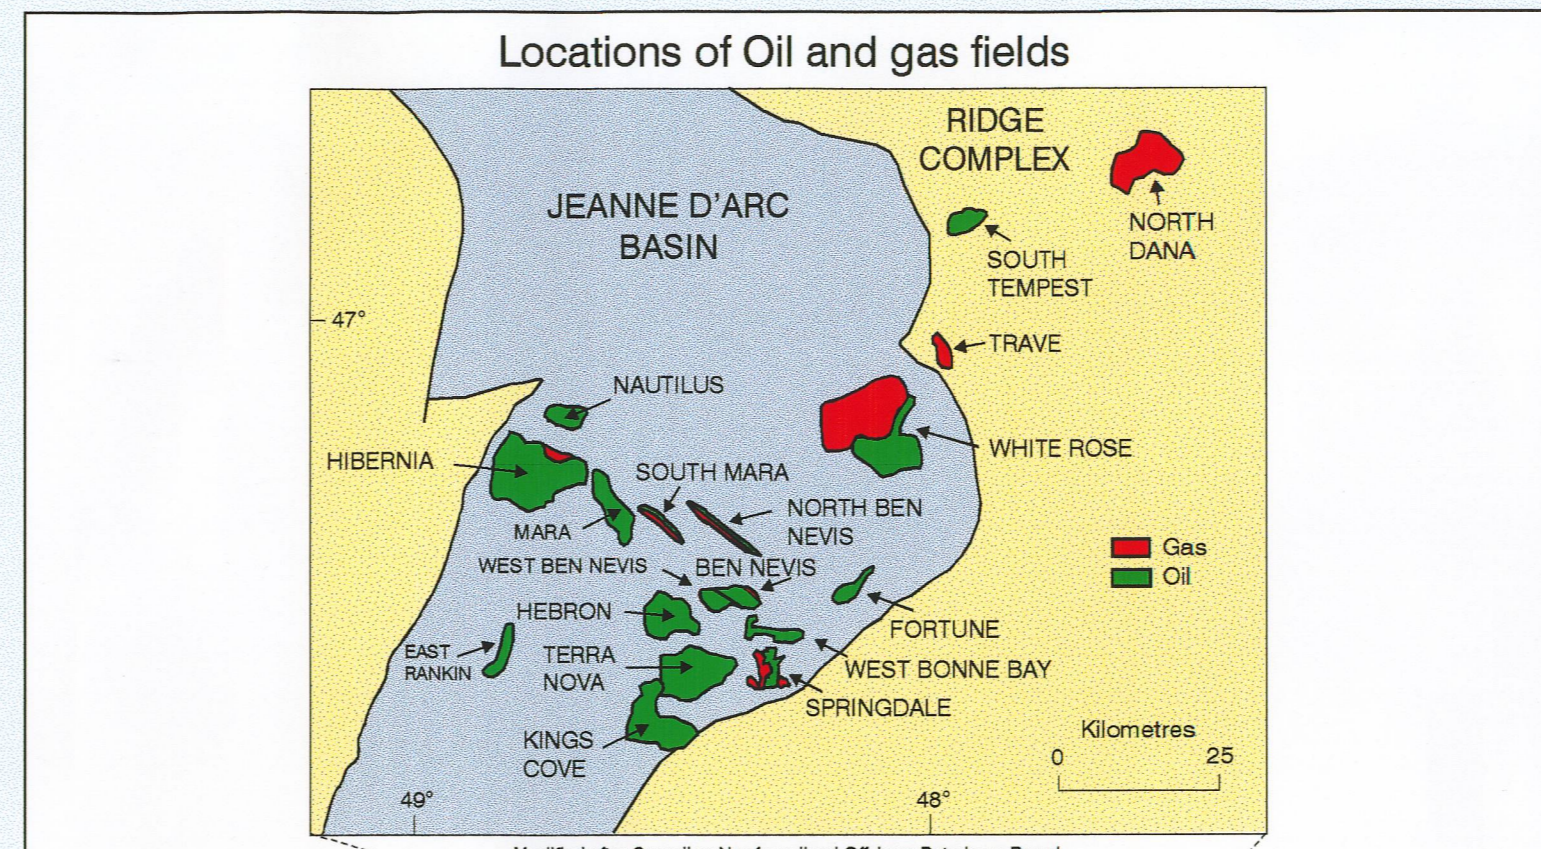 Locations of Oil and gas fields
RIDGE
COMPLEX
JEANNE D'ARC
BASIN
NORTH
DANA
SOUTH
TEMPEST
47°
TRAVE
NAUTILUS
WHITE ROSE
HIBERNIA
SOUTH MARA
NORTH BEN
NEVIS
MARA
WEST BEN NEVIS
BEN NEVIS
Gas
Oil
HEBRON
FORTUNE
EAST
RANKIN
TERRA
NOVA
WEST BONNE BAY
SPRINGDALE
KINGS
COVE
Kilometres
0 25
49°
48°